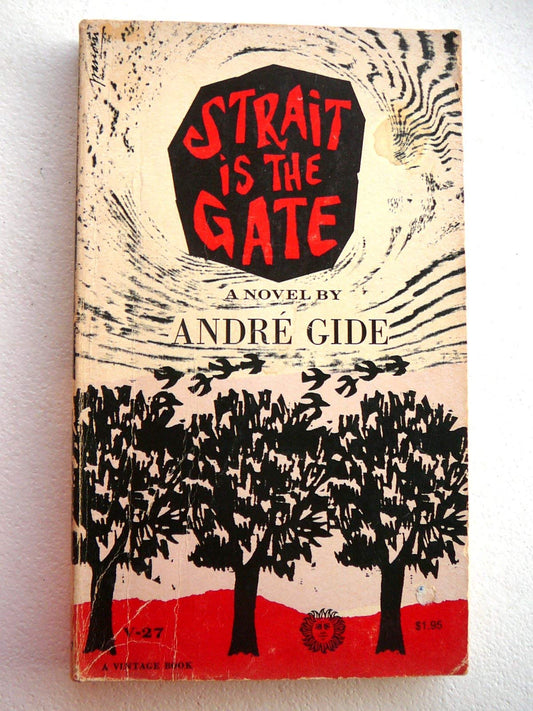 STRAIT
iS THE
GATE
A NOVEL BY
ANDRÉ GIDE
V-27
$1.95
A VINTAGE BOOK